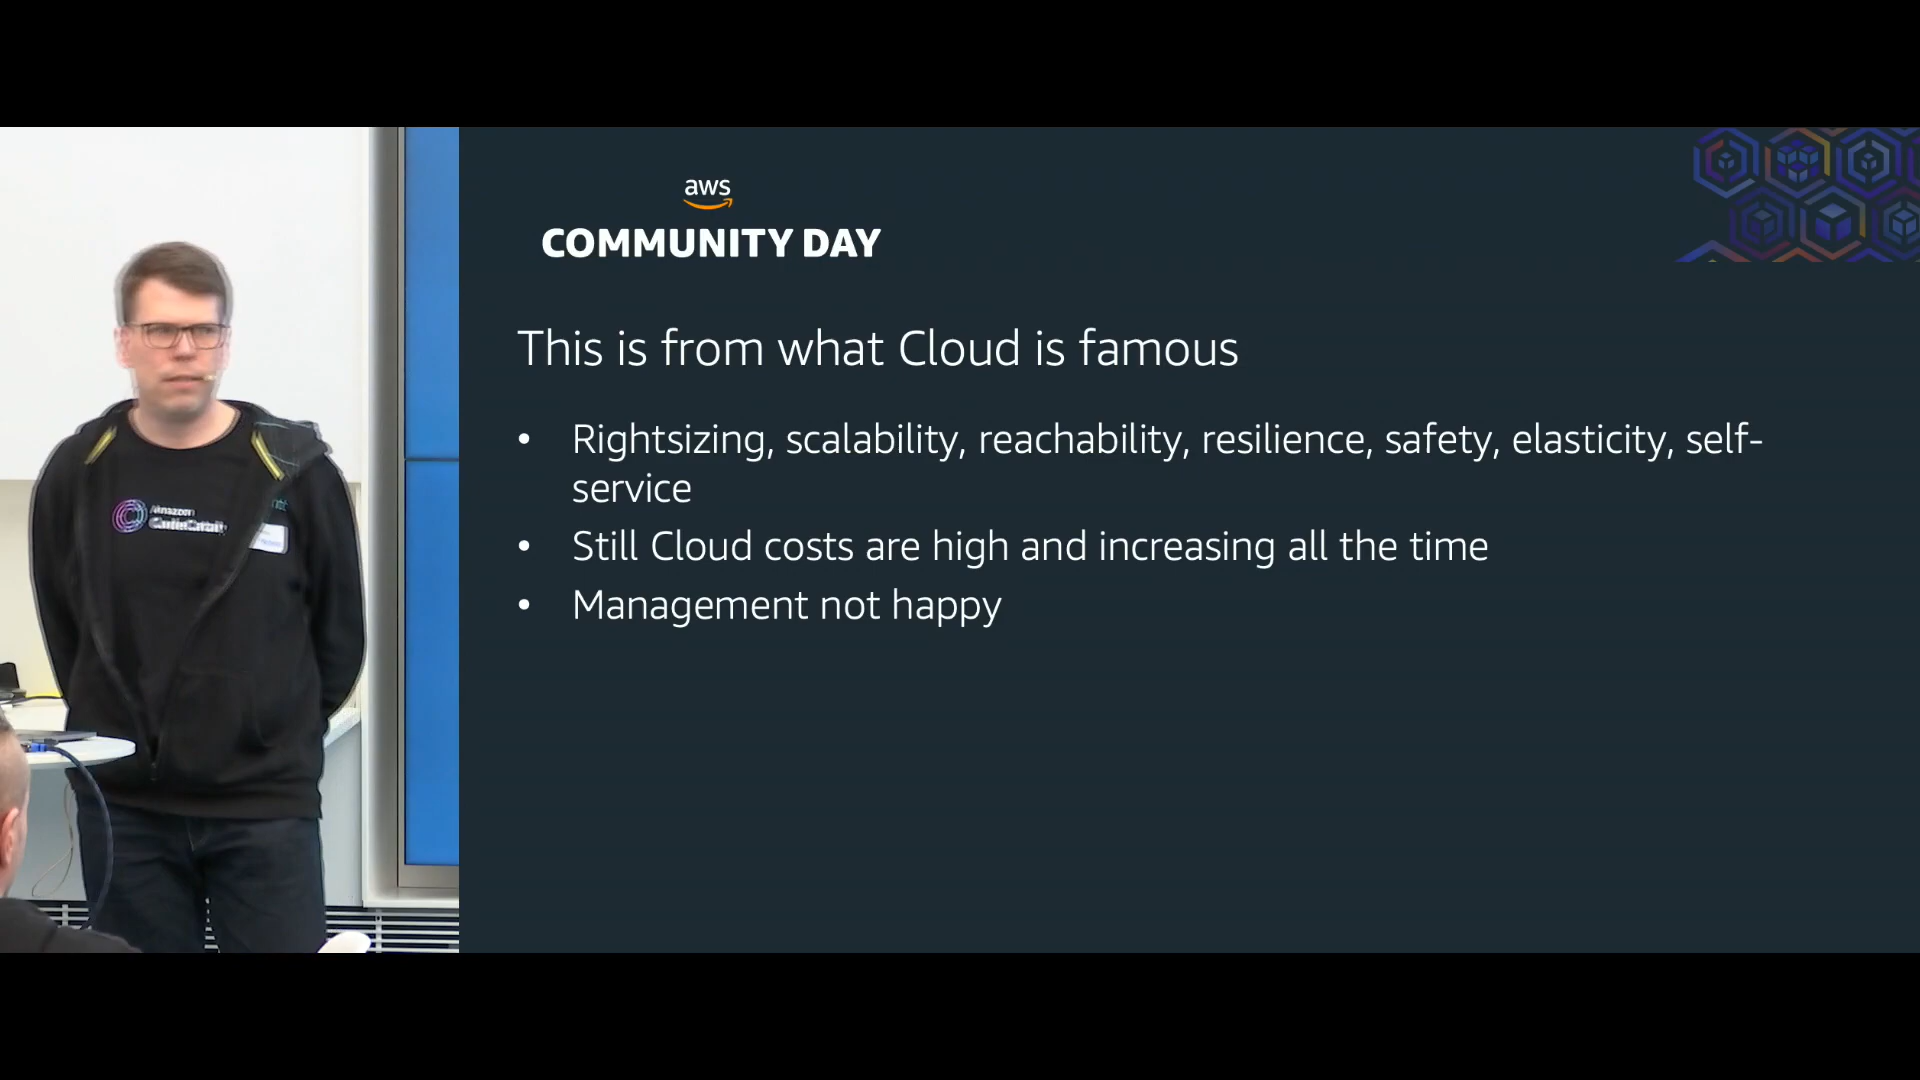 aws
COMMUNITY DAY
This is from what Cloud is famous
• Rightsizing, scalability, reachability, resilience, safety, elasticity, self-
service
• Still Cloud costs are high and increasing all the time
• Management not happy
Amazon